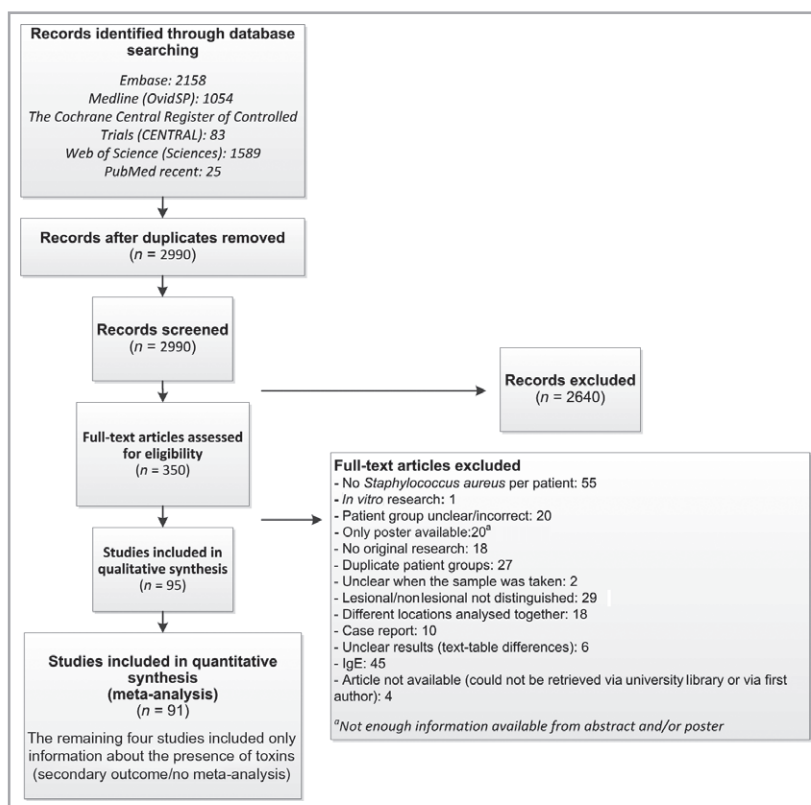 Records identified through database
searching
Embase: 2158
Medline (OvidSP): 1054
The Cochrane Central Register of Controlled
Trials (CENTRAL): 83
Web of Science (Sciences): 1589
PubMed recent: 25
Records after duplicates removed
(n = 2990)
Records screened
(n = 2990)
Records excluded
(n = 2640)
Full-text articles assessed
for eligibility
(n = 350)
Full-text articles excluded
- No Staphylococcus aureus per patient: 55
- In vitro research: 1
- Patient group unclear/incorrect: 20
- Only poster available:20a
- No original research: 18
- Duplicate patient groups: 27
- Unclear when the sample was taken: 2
- Lesional/nonlesional not distinguished: 29
- Different locations analysed together: 18
- Case report: 10
- Unclear results (text-table differences): 6
- IgE: 45
- Article not available (could not be retrieved via university library or via first
author): 4
aNot enough information available from abstract and/or poster
Studies included in
qualitative synthesis
(n = 95)
Studies included in quantitative
synthesis
(meta-analysis)
(n = 91)
The remaining four studies included only
information about the presence of toxins
(secondary outcome/no meta-analysis)